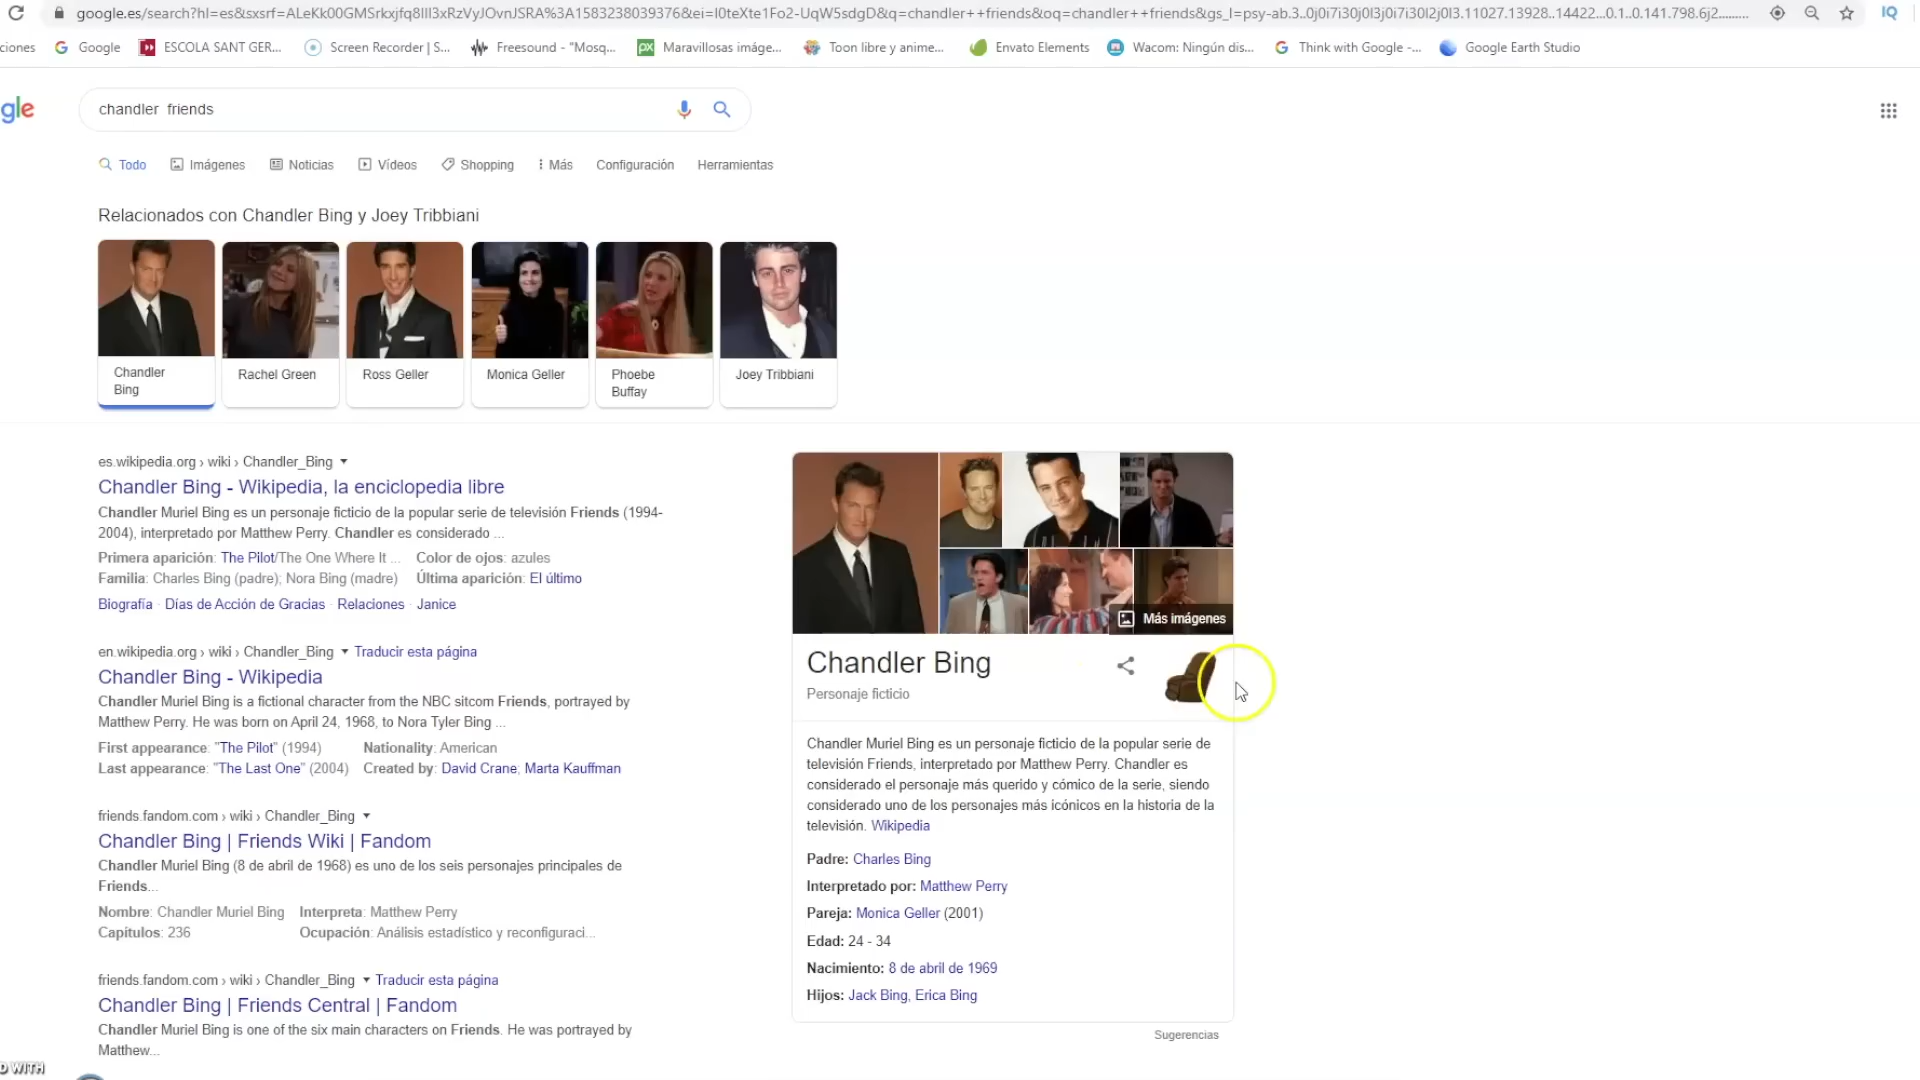 google.es/search?hl=es&sxsrf=ALeKk00GMSrkxjfq8lll3xRzVyJOvnJSRA%3A1583238039376&ei=l0teXte1Fo2-UqW5sdgD&q=chandler++friends&oq=chandler++friends&gs_l=psy-ab.3..0j0i7i30j0l3j0i7i30l2j0l3.11027.13928..14422...0.1..0.141.798.6j2.........
IQ
ciones
Google
ESCOLA SANT GER...
Screen Recorder | S...
Freesound - "Mosq...
px
Maravillosas imáge...
Toon libre y anime...
Envato Elements
Wacom: Ningún dis...
Think with Google -...
Google Earth Studio
gle
chandler  friends
Todo
Imágenes
Noticias
Vídeos
Shopping
Más
Configuración
Herramientas
Relacionados con Chandler Bing y Joey Tribbiani
Chandler
Bing
Rachel Green
Ross Geller
Monica Geller
Phoebe
Buffay
Joey Tribbiani
es.wikipedia.org › wiki › Chandler_Bing
Chandler Bing - Wikipedia, la enciclopedia libre
Chandler Muriel Bing es un personaje ficticio de la popular serie de televisión Friends (1994-
2004), interpretado por Matthew Perry. Chandler es considerado ...
Primera aparición: The Pilot/The One Where It ... Color de ojos: azules
Familia: Charles Bing (padre); Nora Bing (madre) Última aparición: El último
Biografía · Días de Acción de Gracias · Relaciones · Janice
en.wikipedia.org › wiki › Chandler_Bing Traducir esta página
Chandler Bing - Wikipedia
Chandler Muriel Bing is a fictional character from the NBC sitcom Friends, portrayed by
Matthew Perry. He was born on April 24, 1968, to Nora Tyler Bing ...
First appearance: "The Pilot" (1994) Nationality: American
Last appearance: "The Last One" (2004) Created by: David Crane; Marta Kauffman
friends.fandom.com › wiki › Chandler_Bing
Chandler Bing | Friends Wiki | Fandom
Chandler Muriel Bing (8 de abril de 1968) es uno de los seis personajes principales de
Friends...
Nombre: Chandler Muriel Bing Interpreta: Matthew Perry
Capítulos: 236 Ocupación: Análisis estadístico y reconfiguraci...
friends.fandom.com › wiki › Chandler_Bing Traducir esta página
Chandler Bing | Friends Central | Fandom
Chandler Muriel Bing is one of the six main characters on Friends. He was portrayed by
Matthew...
Más imágenes
Chandler Bing
Personaje ficticio
Chandler Muriel Bing es un personaje ficticio de la popular serie de
televisión Friends, interpretado por Matthew Perry. Chandler es
considerado el personaje más querido y cómico de la serie, siendo
considerado uno de los personajes más icónicos en la historia de la
televisión. Wikipedia
Padre: Charles Bing
Interpretado por: Matthew Perry
Pareja: Monica Geller (2001)
Edad: 24 - 34
Nacimiento: 8 de abril de 1969
Hijos: Jack Bing, Erica Bing
Sugerencias
D WITH